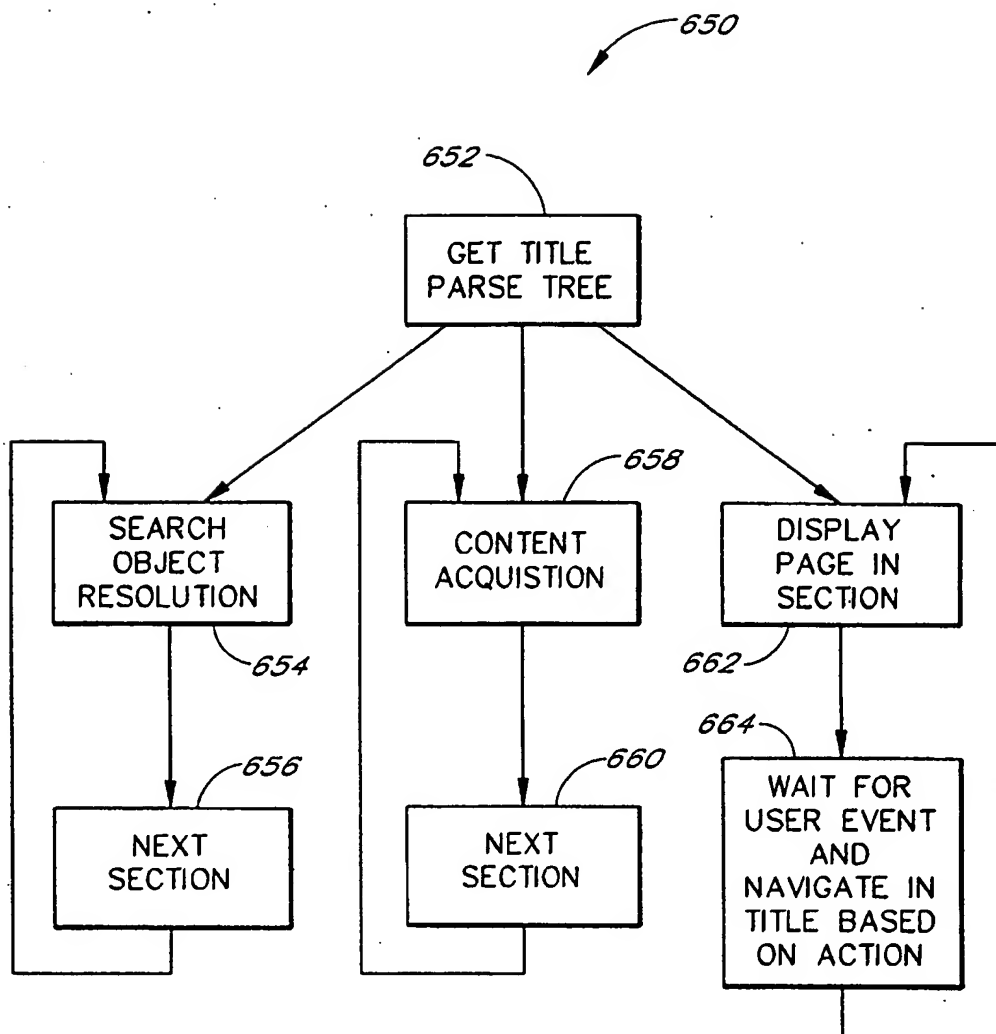 650
652
GET TITLE
PARSE TREE
658
SEARCH
OBJECT
RESOLUTION
654
CONTENT
ACQUISTION
DISPLAY
PAGE IN
SECTION
662
656
NEXT
SECTION
660
NEXT
SECTION
664
WAIT FOR
USER EVENT
AND
NAVIGATE IN
TITLE BASED
ON ACTION